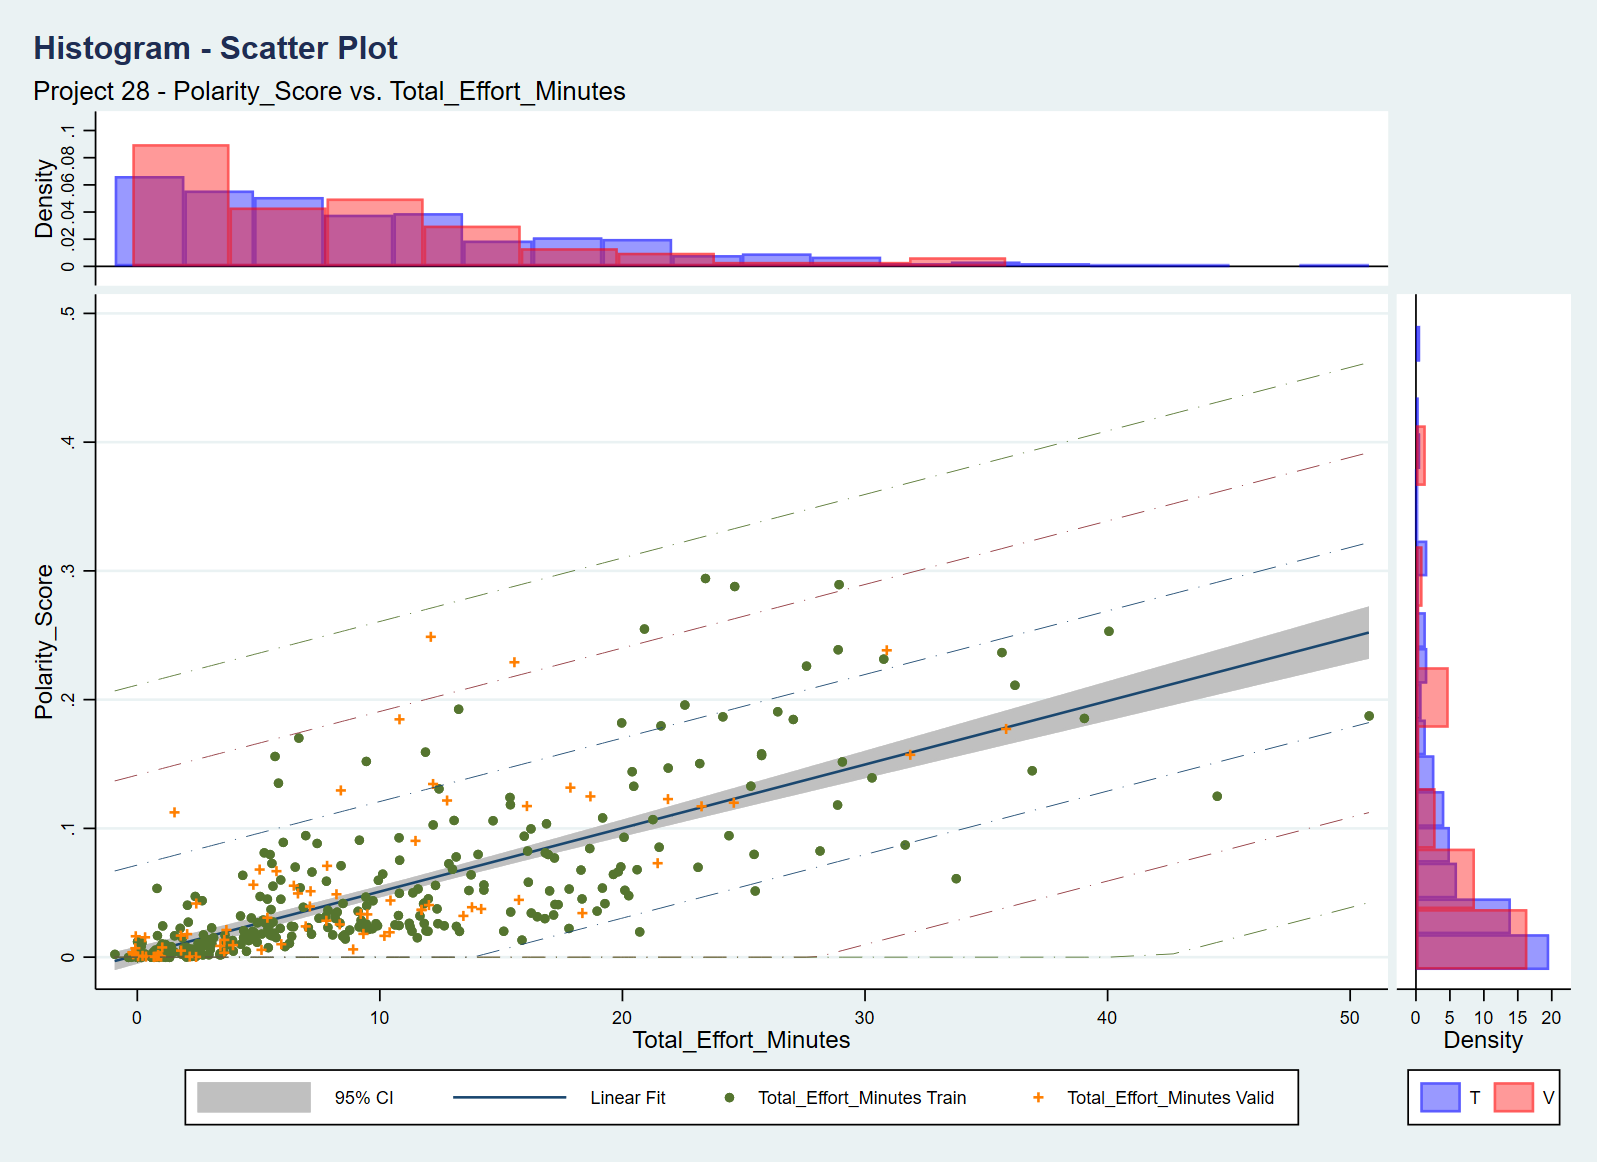 Histogram - Scatter Plot
Project 28 - Polarity_Score vs. Total_Effort_Minutes
Density
0 .02 .04 .06 .08 .1
Polarity_Score
.5
.4
.3
.2
.1
0
0 10 20 30 40 50
Total_Effort_Minutes
0 5 10 15 20
Density
95% CI Linear Fit Total_Effort_Minutes Train Total_Effort_Minutes Valid
T V